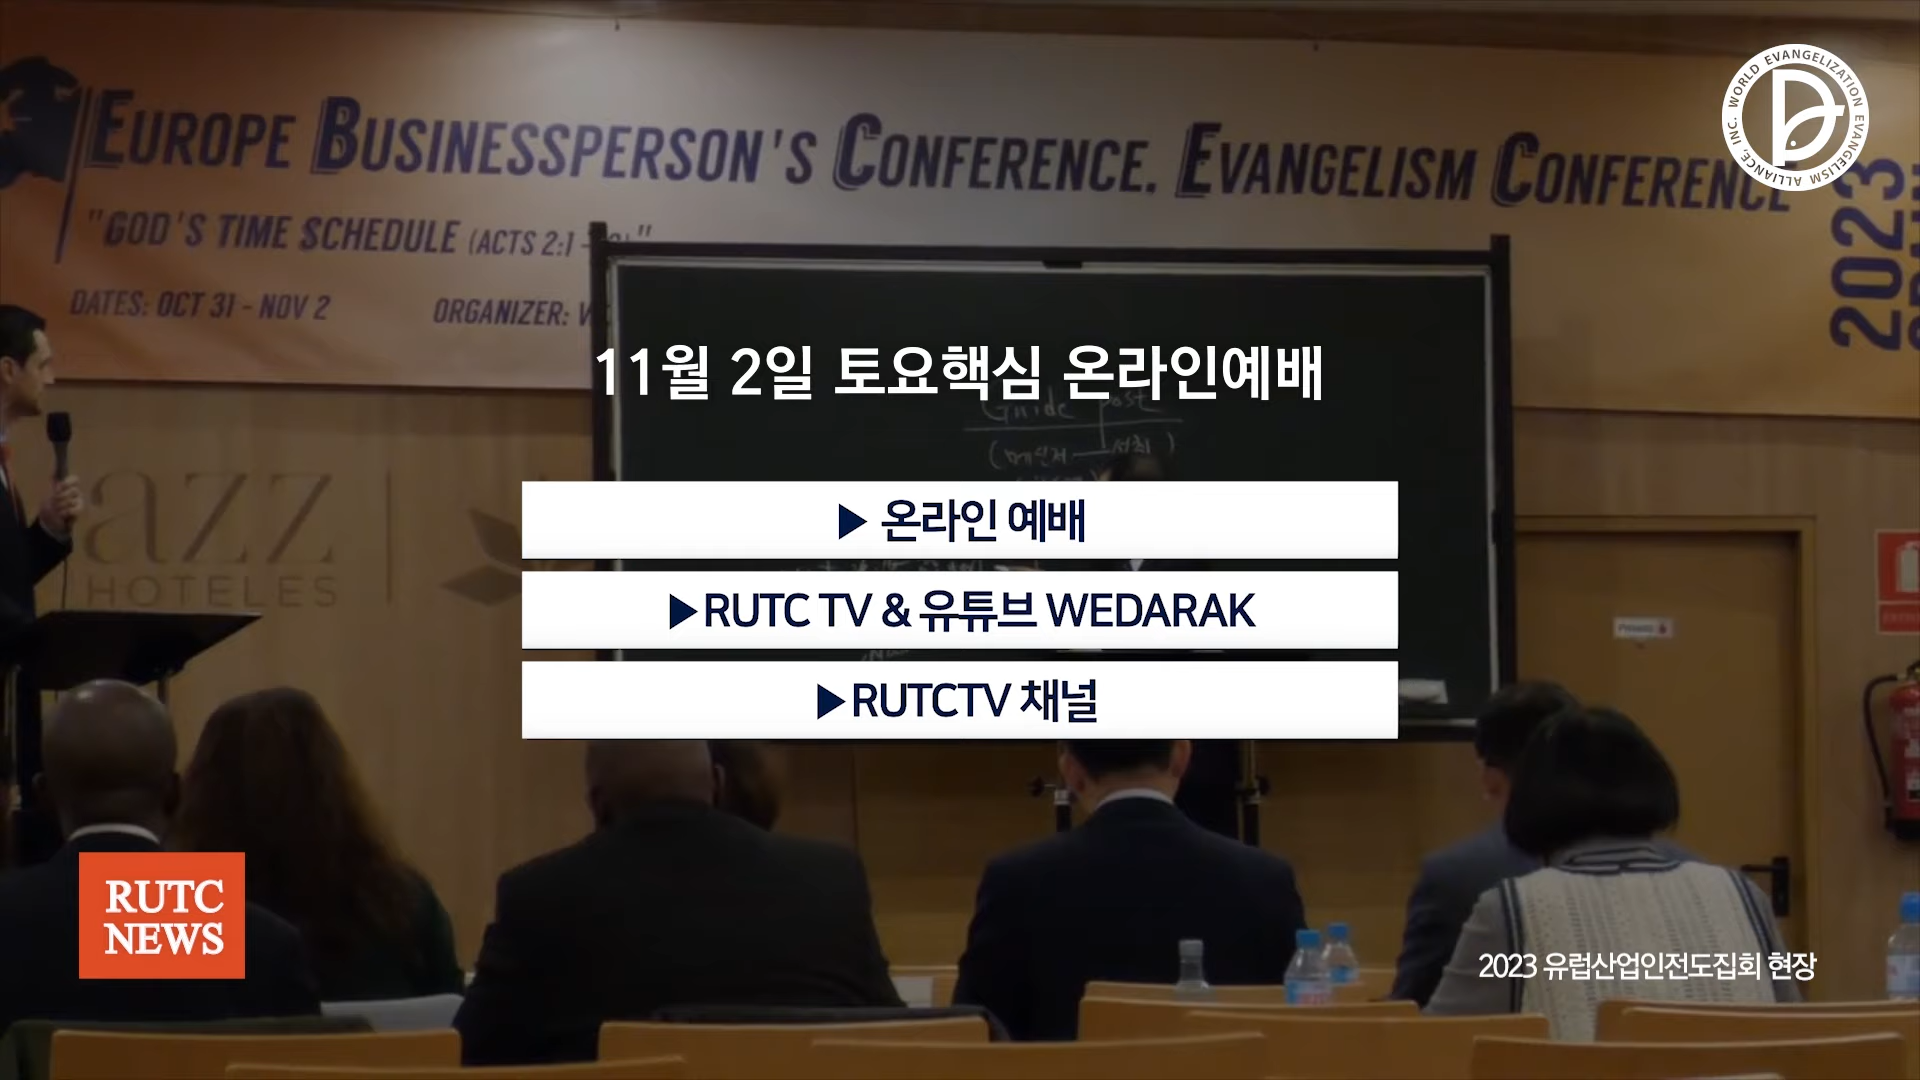 WORLD EVANGELIZATION EVANGELISM ALLIANCE, INC.
EUROPE BUSINESSPERSON'S CONFERENCE. EVANGELISM CONFERENCE
2023
"GOD'S TIME SCHEDULE (ACTS 2:1
DATES: OCT 31 - NOV 2
ORGANIZER:
11월 2일 토요핵심 온라인예배
Guide post
azz
HOTELES
▶ 온라인 예배
▶RUTC TV & 유튜브 WEDARAK
▶RUTCTV 채널
RUTC
NEWS
2023 유럽산업인전도집회 현장